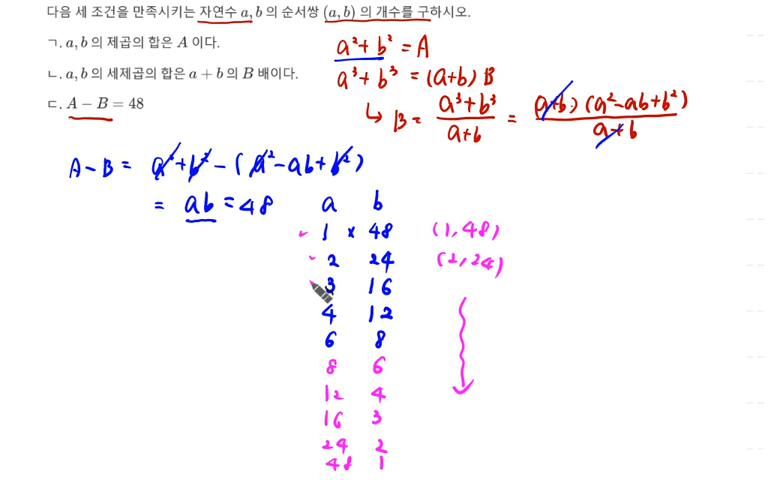 다음 세 조건을 만족시키는 자연수 a, b 의 순서쌍 (a, b) 의 개수를 구하시오.
ㄱ. a, b 의 제곱의 합은 A 이다.
ㄴ. a, b 의 세제곱의 합은 a + b 의 B 배이다.
ㄷ. A − B = 48
a² + b² = A
a³ + b³ = (a+b) B
↳ B = (a³+b³)/(a+b) = (a+b)(a²-ab+b²)/(a+b)
A - B = a² + b² - (a² - ab + b²)
= ab = 48
a b
1 × 48 (1, 48)
2 24 (2, 24)
3 16
4 12
6 8
8 6
12 4
16 3
24 2
48 1